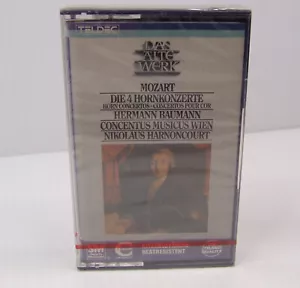 TELDEC
DAS
ALTE
WERK
MOZART
DIE 4 HORNKONZERTE
HORN CONCERTOS · CONCERTOS POUR COR
HERMANN BAUMANN
CONCENTUS MUSICUS WIEN
NIKOLAUS HARNONCOURT